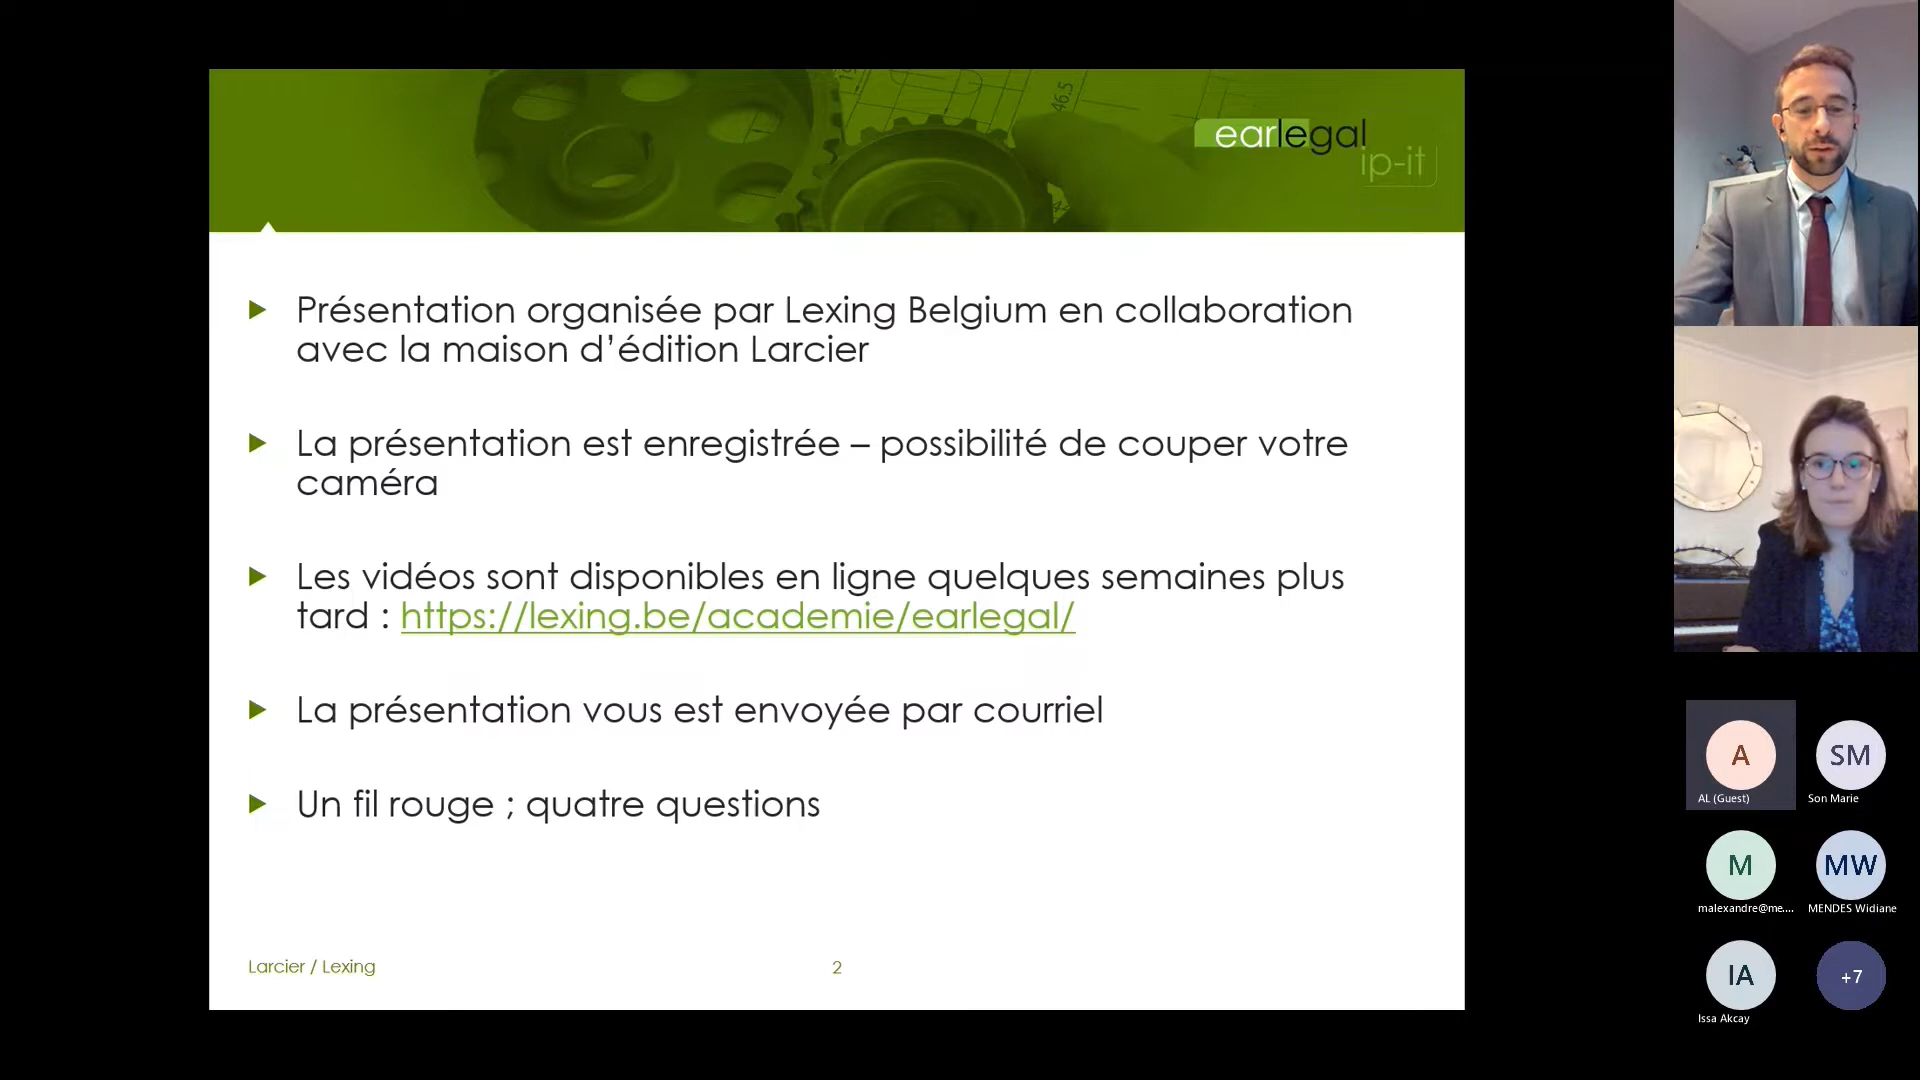 46.5
earlegal
ip-it
Présentation organisée par Lexing Belgium en collaboration
avec la maison d’édition Larcier
La présentation est enregistrée – possibilité de couper votre
caméra
Les vidéos sont disponibles en ligne quelques semaines plus
tard : https://lexing.be/academie/earlegal/
La présentation vous est envoyée par courriel
Un fil rouge ; quatre questions
Larcier / Lexing
2
A
SM
AL (Guest)
Son Marie
M
MW
malexandre@me....
MENDES Widiane
IA
+7
Issa Akcay